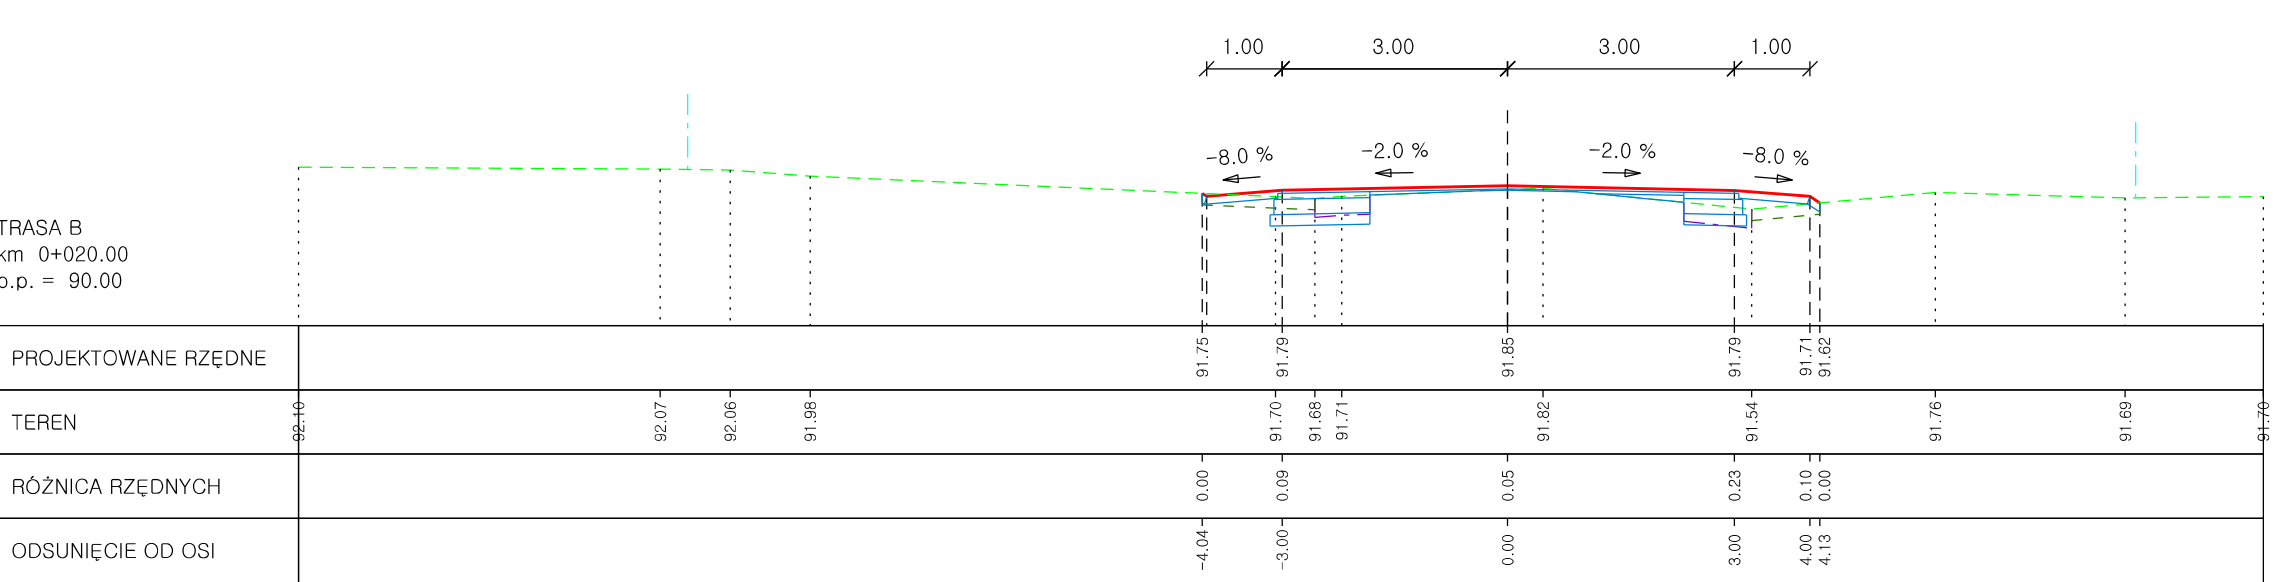 1.00 3.00 3.00 1.00
-8.0 % -2.0 % -2.0 % -8.0 %
TRASA B
km 0+020.00
p.p. = 90.00
PROJEKTOWANE RZĘDNE 91.75 91.79 91.85 91.79 91.71 91.62
TEREN 92.10 92.07 92.06 91.98 91.70 91.68 91.71 91.82 91.54 91.76 91.69 91.70
RÓŻNICA RZĘDNYCH 0.00 0.09 0.05 0.23 0.10 0.00
ODSUNIĘCIE OD OSI -4.04 -3.00 0.00 3.00 4.00 4.13